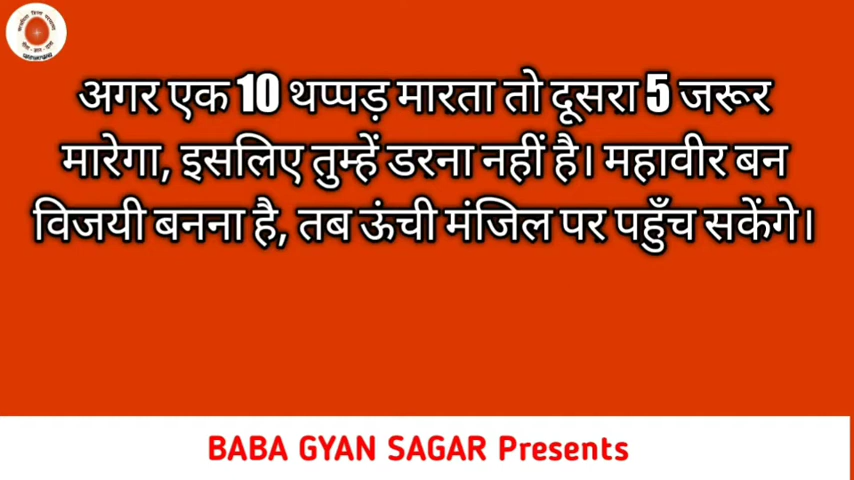 अगर एक 10 थप्पड़ मारता तो दूसरा 5 जरूर
मारेगा, इसलिए तुम्हें डरना नहीं है। महावीर बन
विजयी बनना है, तब ऊंची मंजिल पर पहुँच सकेंगे।
BABA GYAN SAGAR Presents